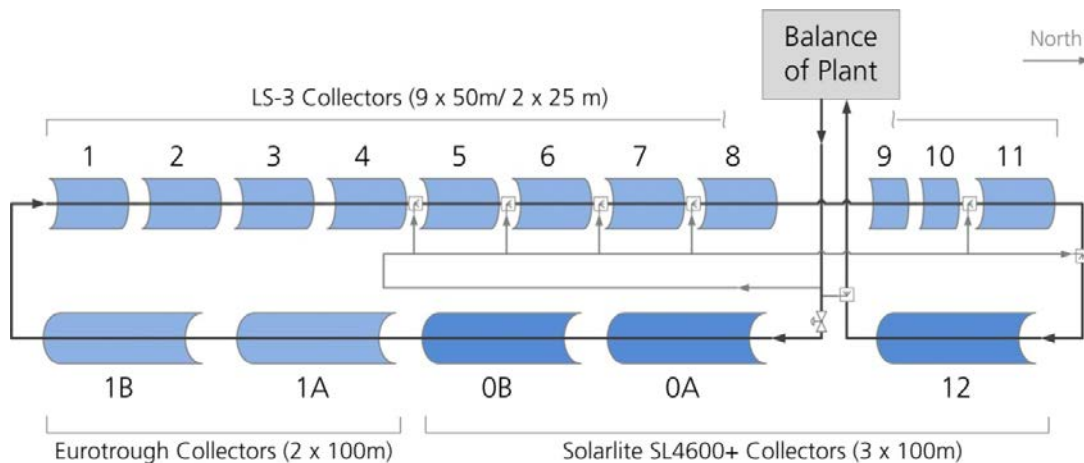 Balance
of Plant
North
LS-3 Collectors (9 x 50m/ 2 x 25 m)
1 2 3 4 5 6 7 8 9 10 11
1B 1A 0B 0A 12
Eurotrough Collectors (2 x 100m) Solarlite SL4600+ Collectors (3 x 100m)